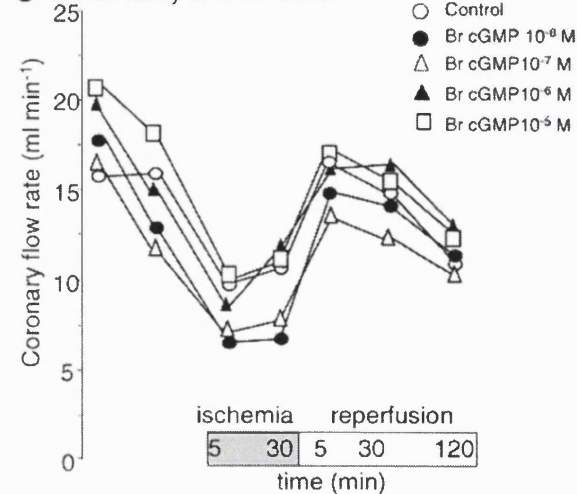 Control
Br cGMP 10-8 M
Br cGMP10-7 M
Br cGMP10-6 M
Br cGMP10-5 M
Coronary flow rate (ml min-1)
25
20
15
10
5
0
ischemia reperfusion
5 30 5 30 120
time (min)